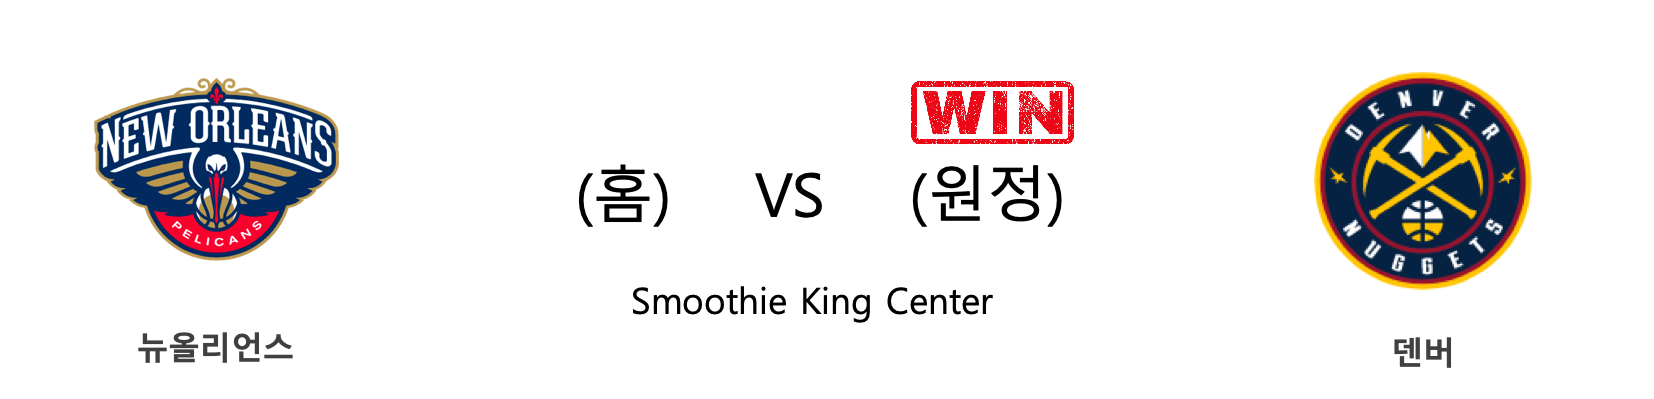 NEW ORLEANS
PELICANS
뉴올리언스
WIN
(홈) VS (원정)
Smoothie King Center
DENVER
NUGGETS
덴버